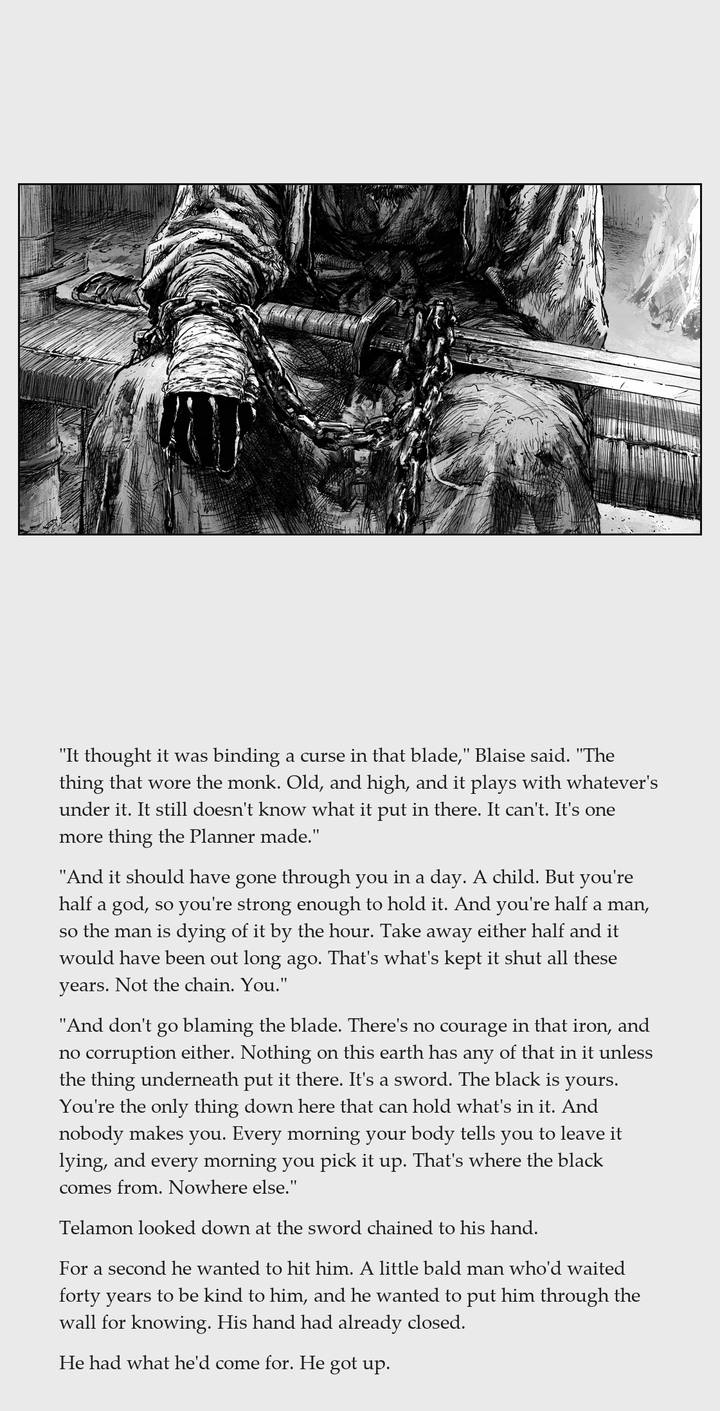 "It thought it was binding a curse in that blade," Blaise said. "The
thing that wore the monk. Old, and high, and it plays with whatever's
under it. It still doesn't know what it put in there. It can't. It's one
more thing the Planner made."
"And it should have gone through you in a day. A child. But you're
half a god, so you're strong enough to hold it. And you're half a man,
so the man is dying of it by the hour. Take away either half and it
would have been out long ago. That's what's kept it shut all these
years. Not the chain. You."
"And don't go blaming the blade. There's no courage in that iron, and
no corruption either. Nothing on this earth has any of that in it unless
the thing underneath put it there. It's a sword. The black is yours.
You're the only thing down here that can hold what's in it. And
nobody makes you. Every morning your body tells you to leave it
lying, and every morning you pick it up. That's where the black
comes from. Nowhere else."
Telamon looked down at the sword chained to his hand.
For a second he wanted to hit him. A little bald man who'd waited
forty years to be kind to him, and he wanted to put him through the
wall for knowing. His hand had already closed.
He had what he'd come for. He got up.